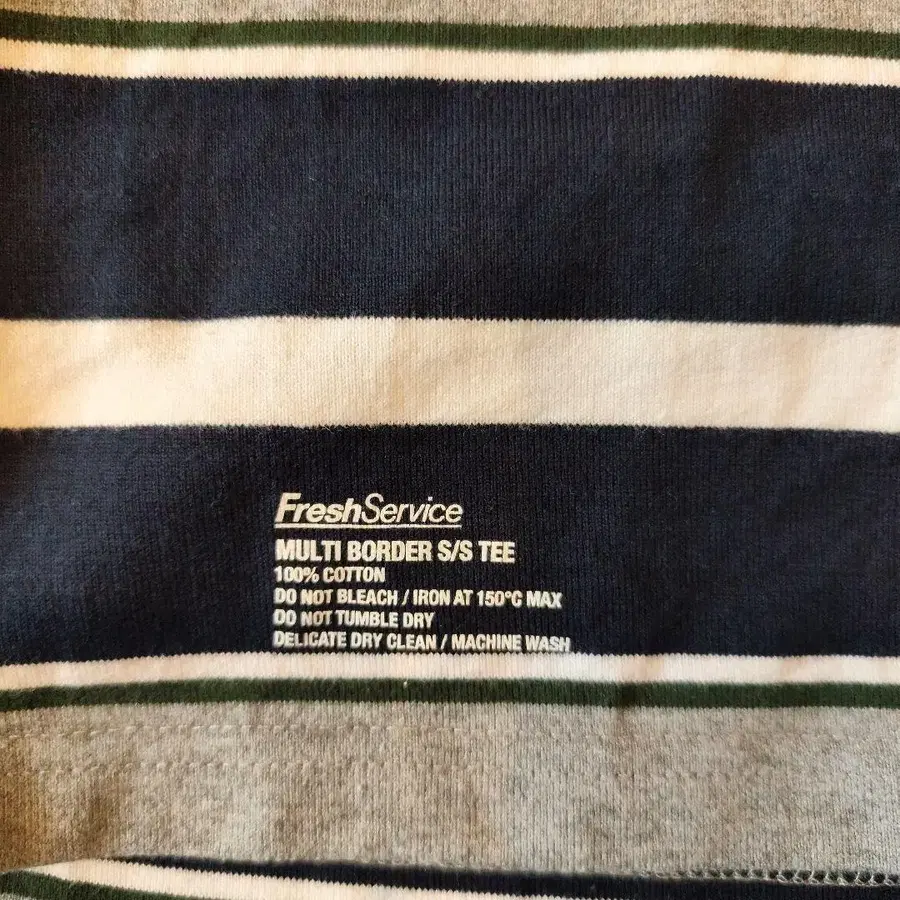 FreshService
MULTI BORDER S/S TEE
100% COTTON
DO NOT BLEACH / IRON AT 150°C MAX
DO NOT TUMBLE DRY
DELICATE DRY CLEAN / MACHINE WASH